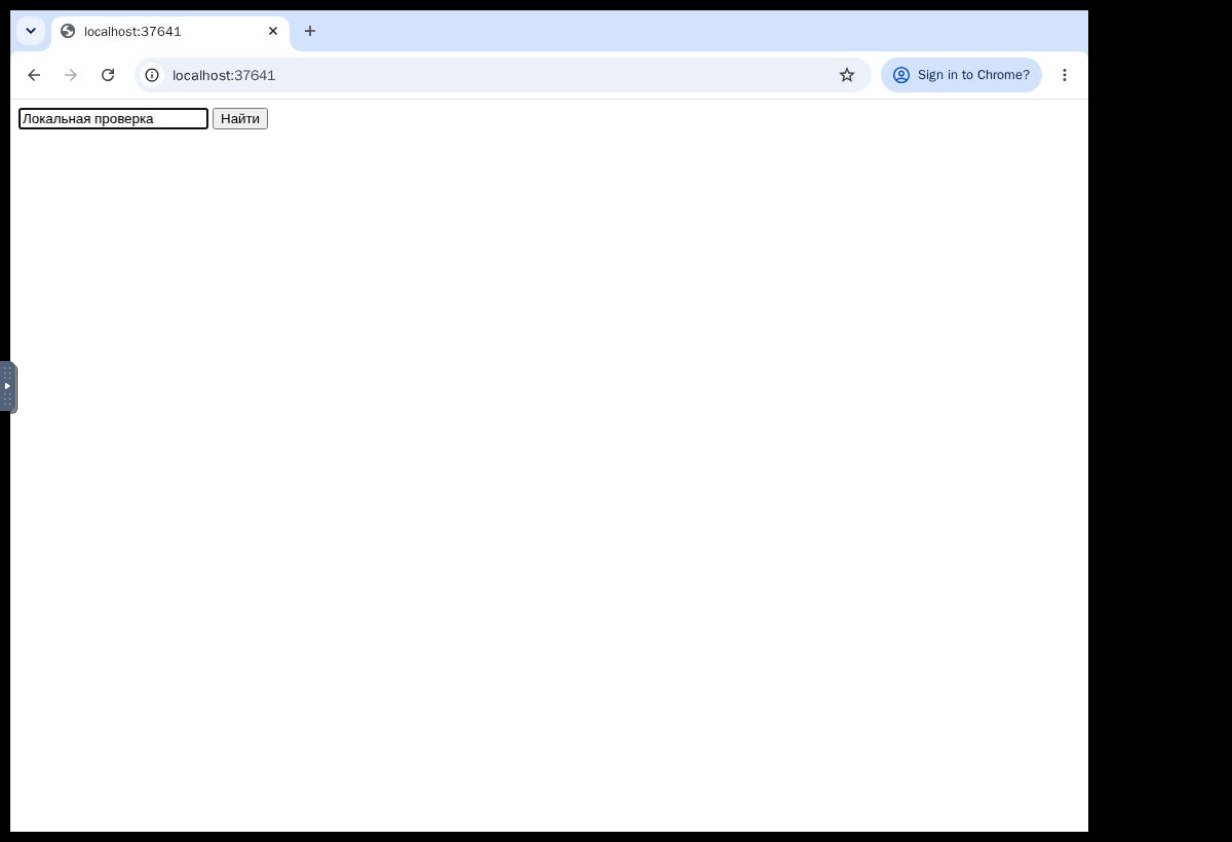 localhost:37641
localhost:37641
Sign in to Chrome?
Локальная проверка
Найти